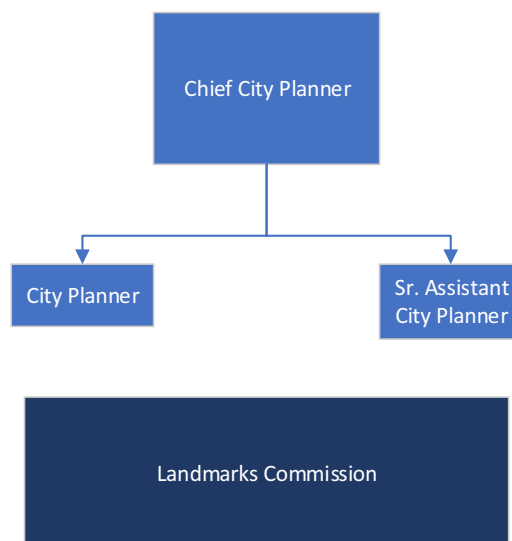 Chief City Planner
City Planner
Sr. Assistant
City Planner
Landmarks Commission